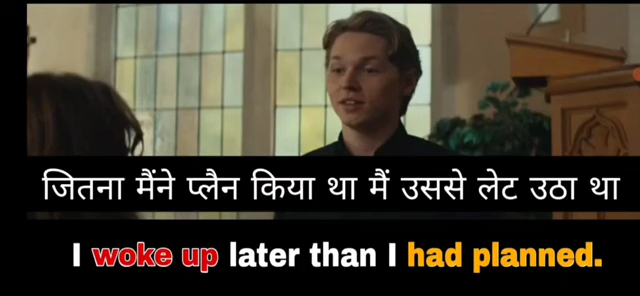 जितना मैंने प्लैन किया था मैं उससे लेट उठा था
I woke up later than I had planned.